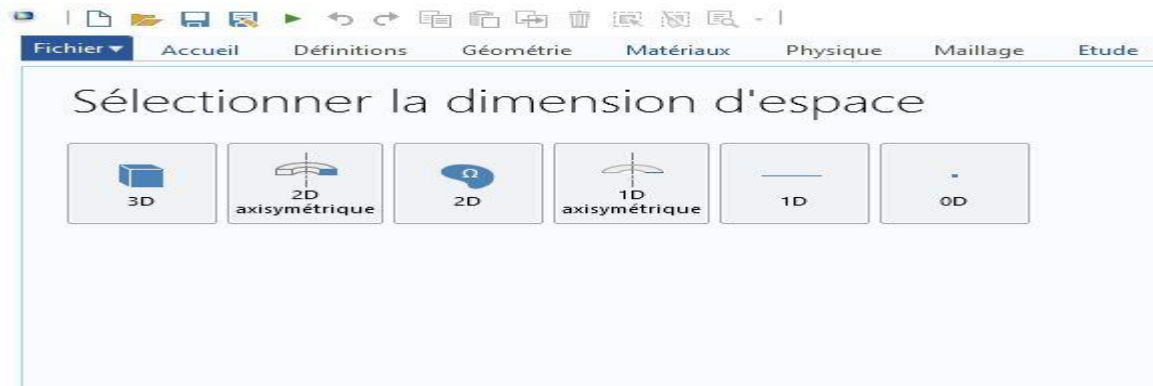 Fichier Accueil Définitions Géométrie Matériaux Physique Maillage Etude
Sélectionner la dimension d'espace
Ω
3D 2D axisymétrique 2D 1D axisymétrique 1D 0D